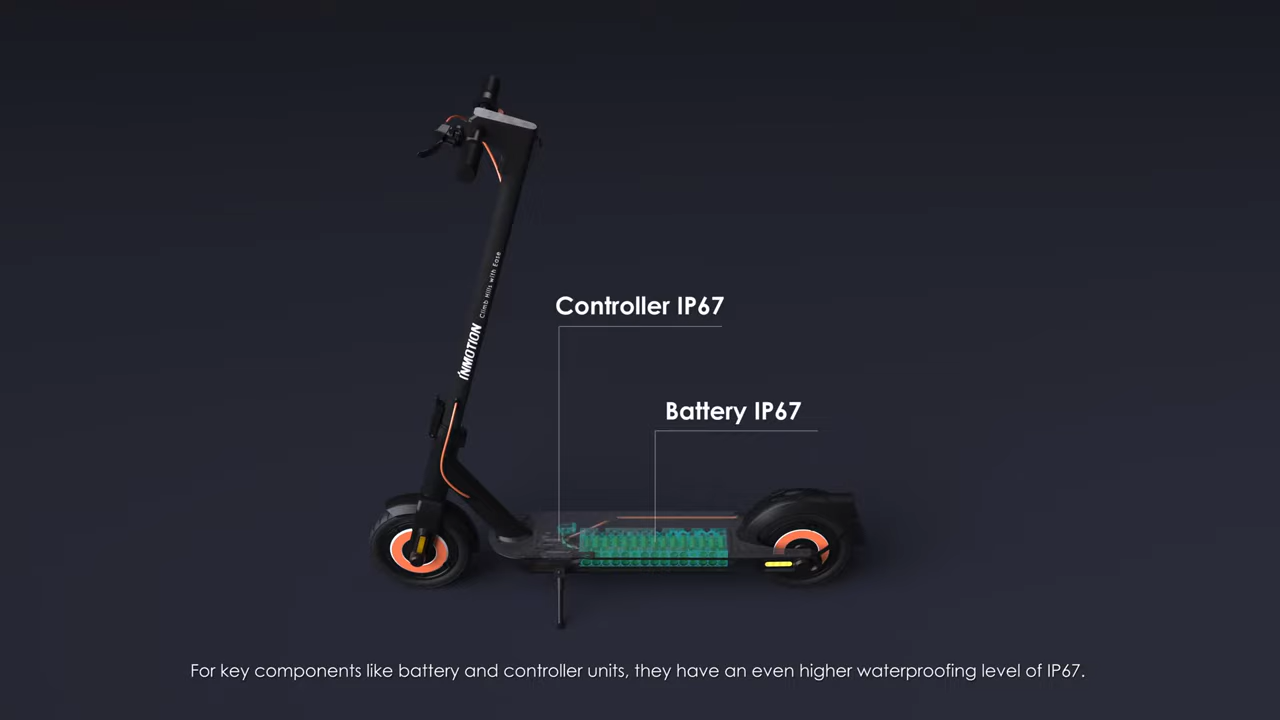 Climb Hills with Ease
INMOTION
Controller IP67
Battery IP67
For key components like battery and controller units, they have an even higher waterproofing level of IP67.